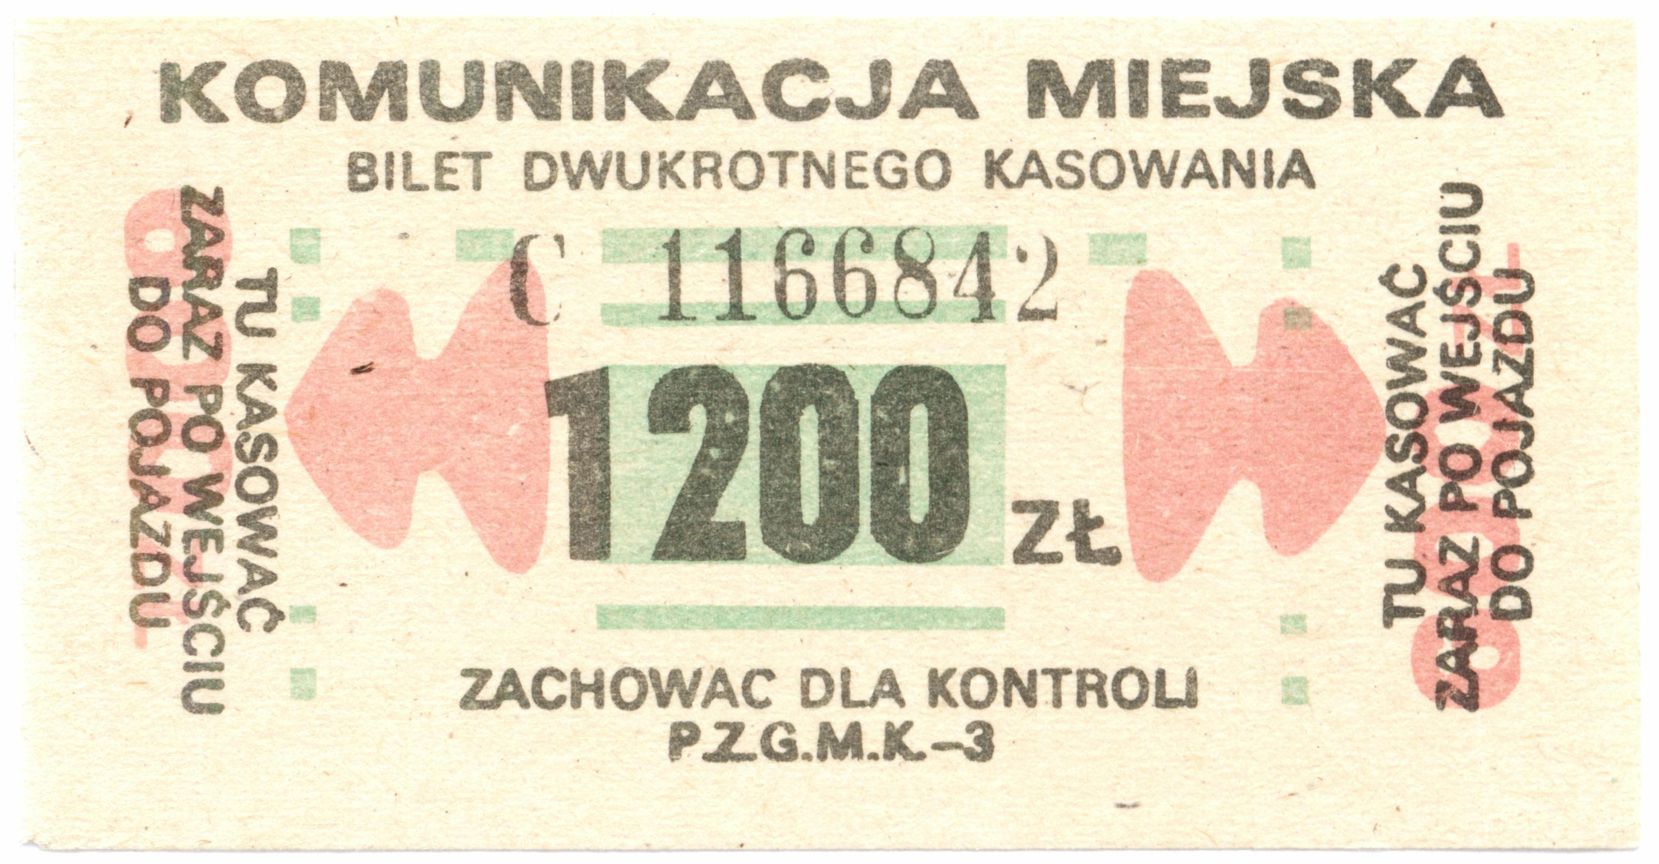 KOMUNIKACJA MIEJSKA
BILET DWUKROTNEGO KASOWANIA
C 1166842
1200 ZŁ
TU KASOWAĆ
ZARAZ PO WEJŚCIU
DO POJAZDU
TU KASOWAĆ
ZARAZ PO WEJŚCIU
DO POJAZDU
ZACHOWAC DLA KONTROLI
P.Z.G.M.K.-3